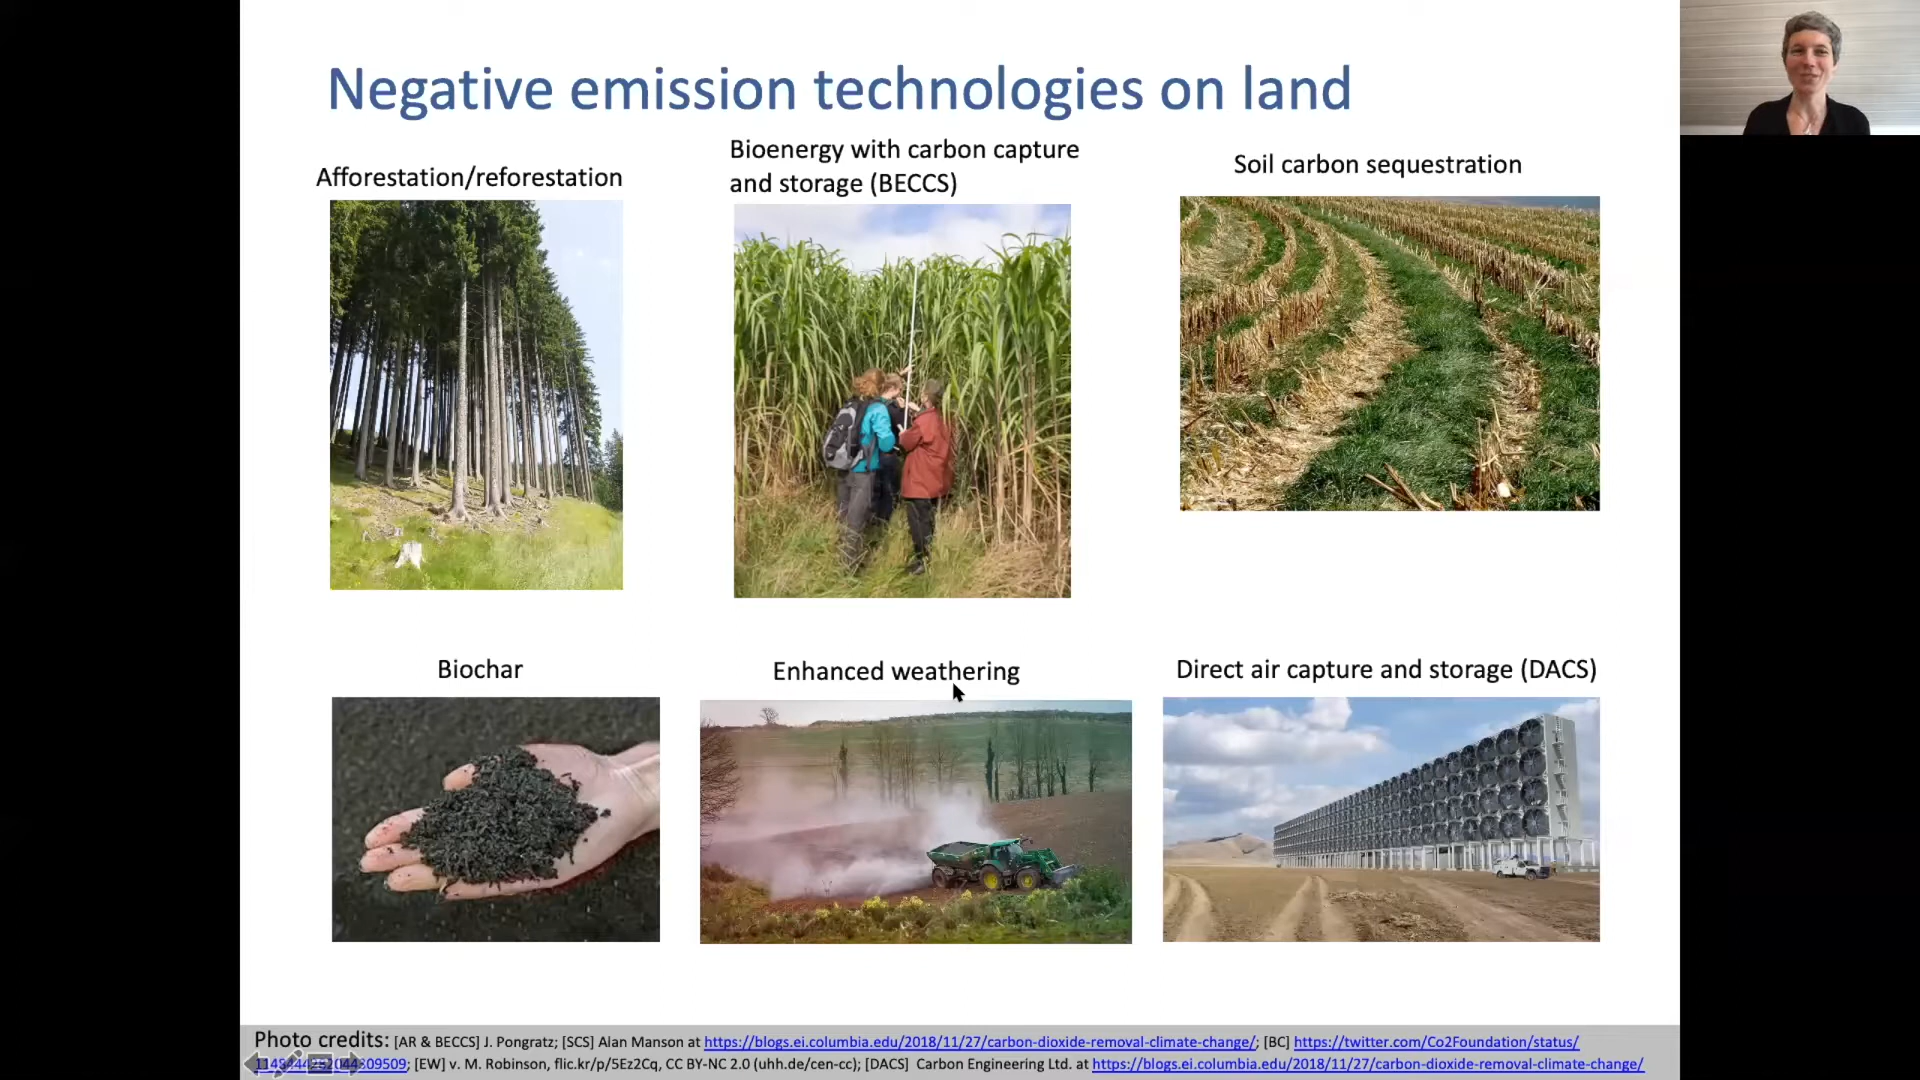 Negative emission technologies on land
Afforestation/reforestation
Bioenergy with carbon capture
and storage (BECCS)
Soil carbon sequestration
Biochar
Enhanced weathering
Direct air capture and storage (DACS)
Photo credits: [AR & BECCS] J. Pongratz; [SCS] Alan Manson at https://blogs.ei.columbia.edu/2018/11/27/carbon-dioxide-removal-climate-change/; [BC] https://twitter.com/Co2Foundation/status/
[EW] v. M. Robinson, flic.kr/p/5Ez2Cq, CC BY-NC 2.0 (uhh.de/cen-cc); [DACS] Carbon Engineering Ltd. at https://blogs.ei.columbia.edu/2018/11/27/carbon-dioxide-removal-climate-change/